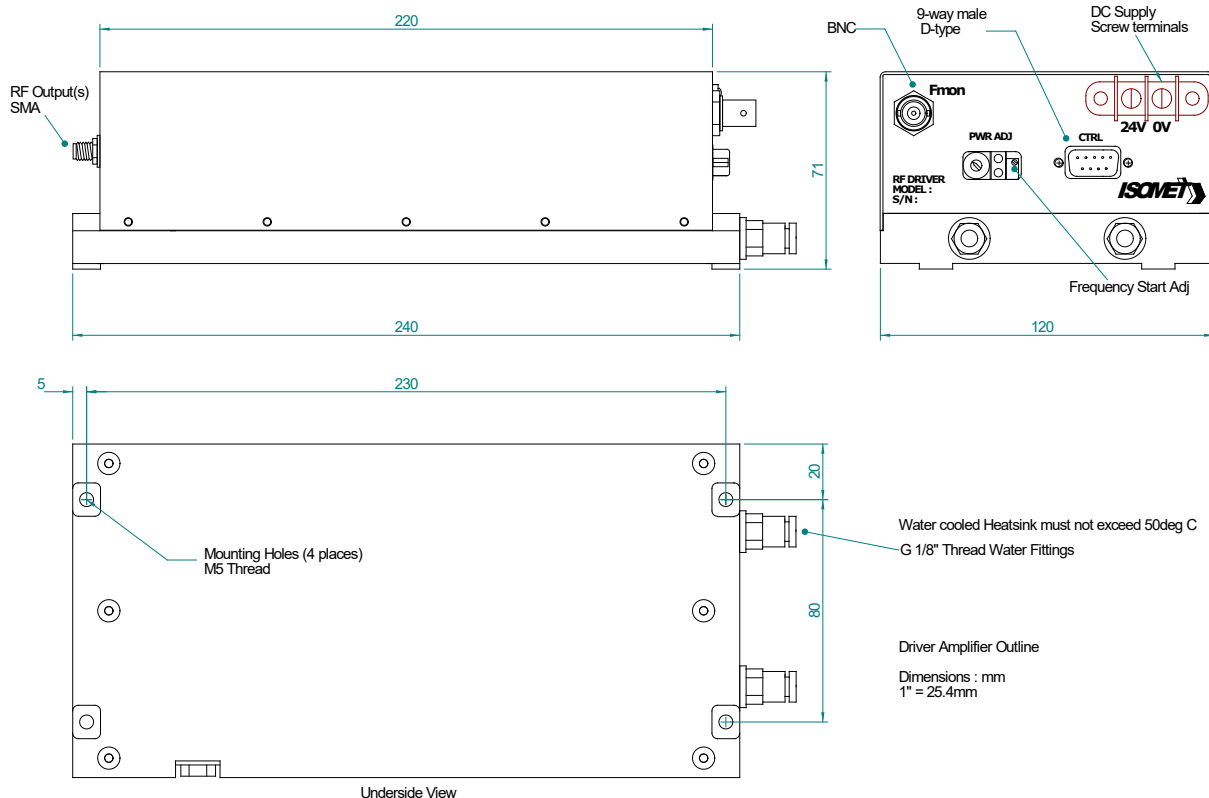 220
RF Output(s)
SMA
71
240
BNC
9-way male
D-type
DC Supply
Screw terminals
Fmon
24V 0V
PWR ADJ
CTRL
RF DRIVER
MODEL :
S/N :
ISOMET
Frequency Start Adj
120
5
230
20
80
Mounting Holes (4 places)
M5 Thread
Water cooled Heatsink must not exceed 50deg C
G 1/8" Thread Water Fittings
Driver Amplifier Outline
Dimensions : mm
1" = 25.4mm
Underside View